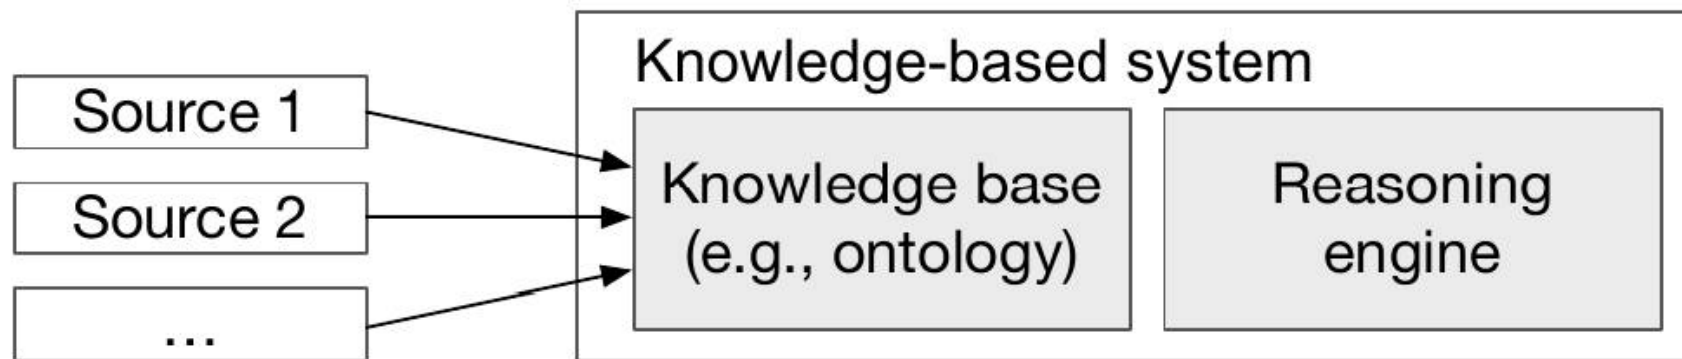 Knowledge-based system
Source 1
Source 2
...
Knowledge base
(e.g., ontology)
Reasoning
engine